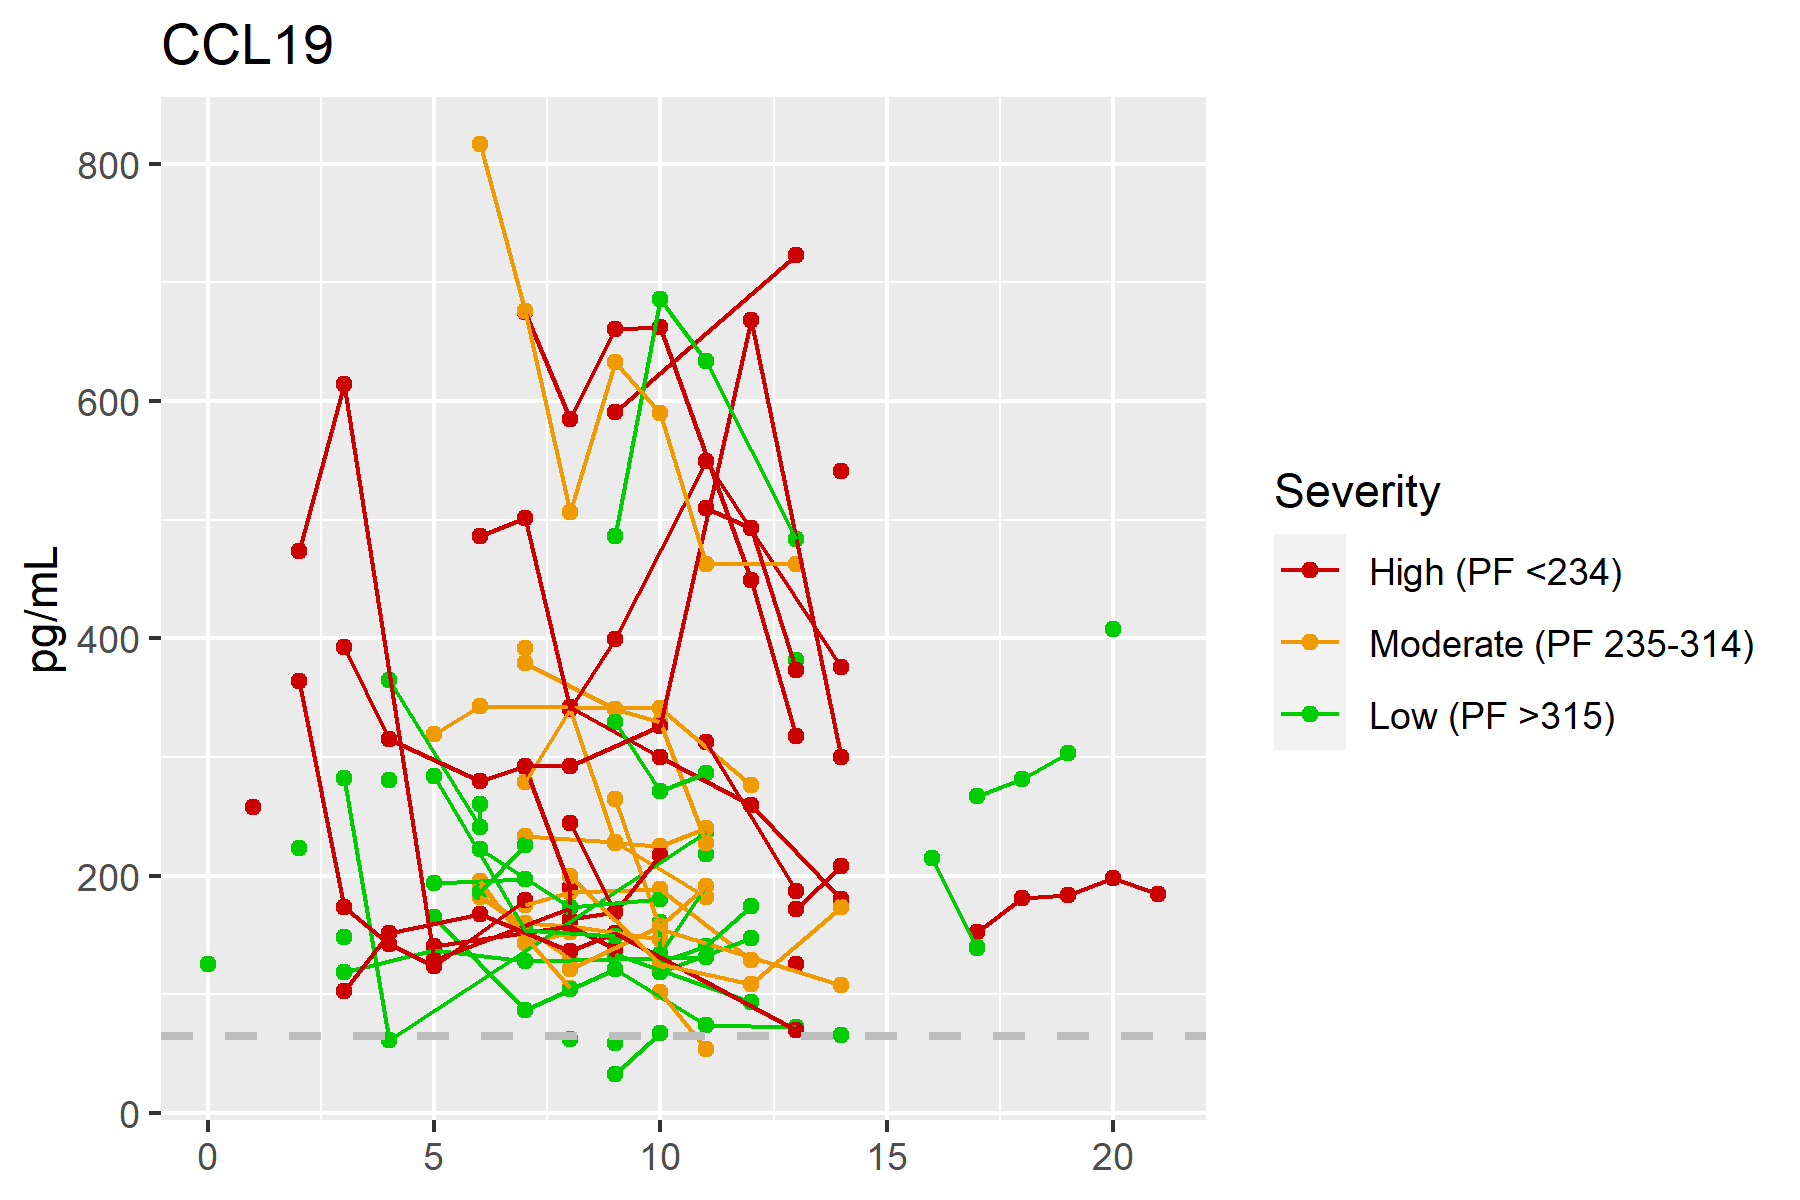 CCL19
800
600
400
200
0
pg/mL
0 5 10 15 20
Severity
High (PF <234)
Moderate (PF 235-314)
Low (PF >315)